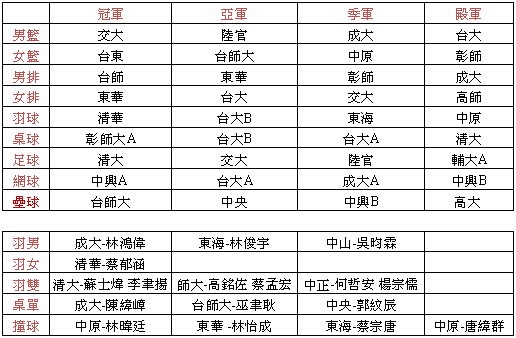 冠軍 亞軍 季軍 殿軍
男籃 交大 陸官 成大 台大
女籃 台東 台師大 中原 彰師
男排 台師 東華 彰師 成大
女排 東華 台大 交大 高師
羽球 清華 台大B 東海 中原
桌球 彰師大A 台大B 台大A 清大
足球 清大 交大 陸官 輔大A
網球 中興A 台大A 成大A 中興B
壘球 台師大 中央 中興B 高大
羽男 成大-林鴻偉 東海-林俊宇 中山-吳昀霖
羽女 清華-蔡郁涵
羽雙 清大-蘇士煒 李聿揚 師大-高銘佐 蔡孟宏 中正-何哲安 楊宗儒
桌單 成大-陳緯嶂 台師大-巫聿耿 中央-郭紋辰
撞球 中原-林暐廷 東華 -林怡成 東海-蔡宗唐 中原-唐緯群